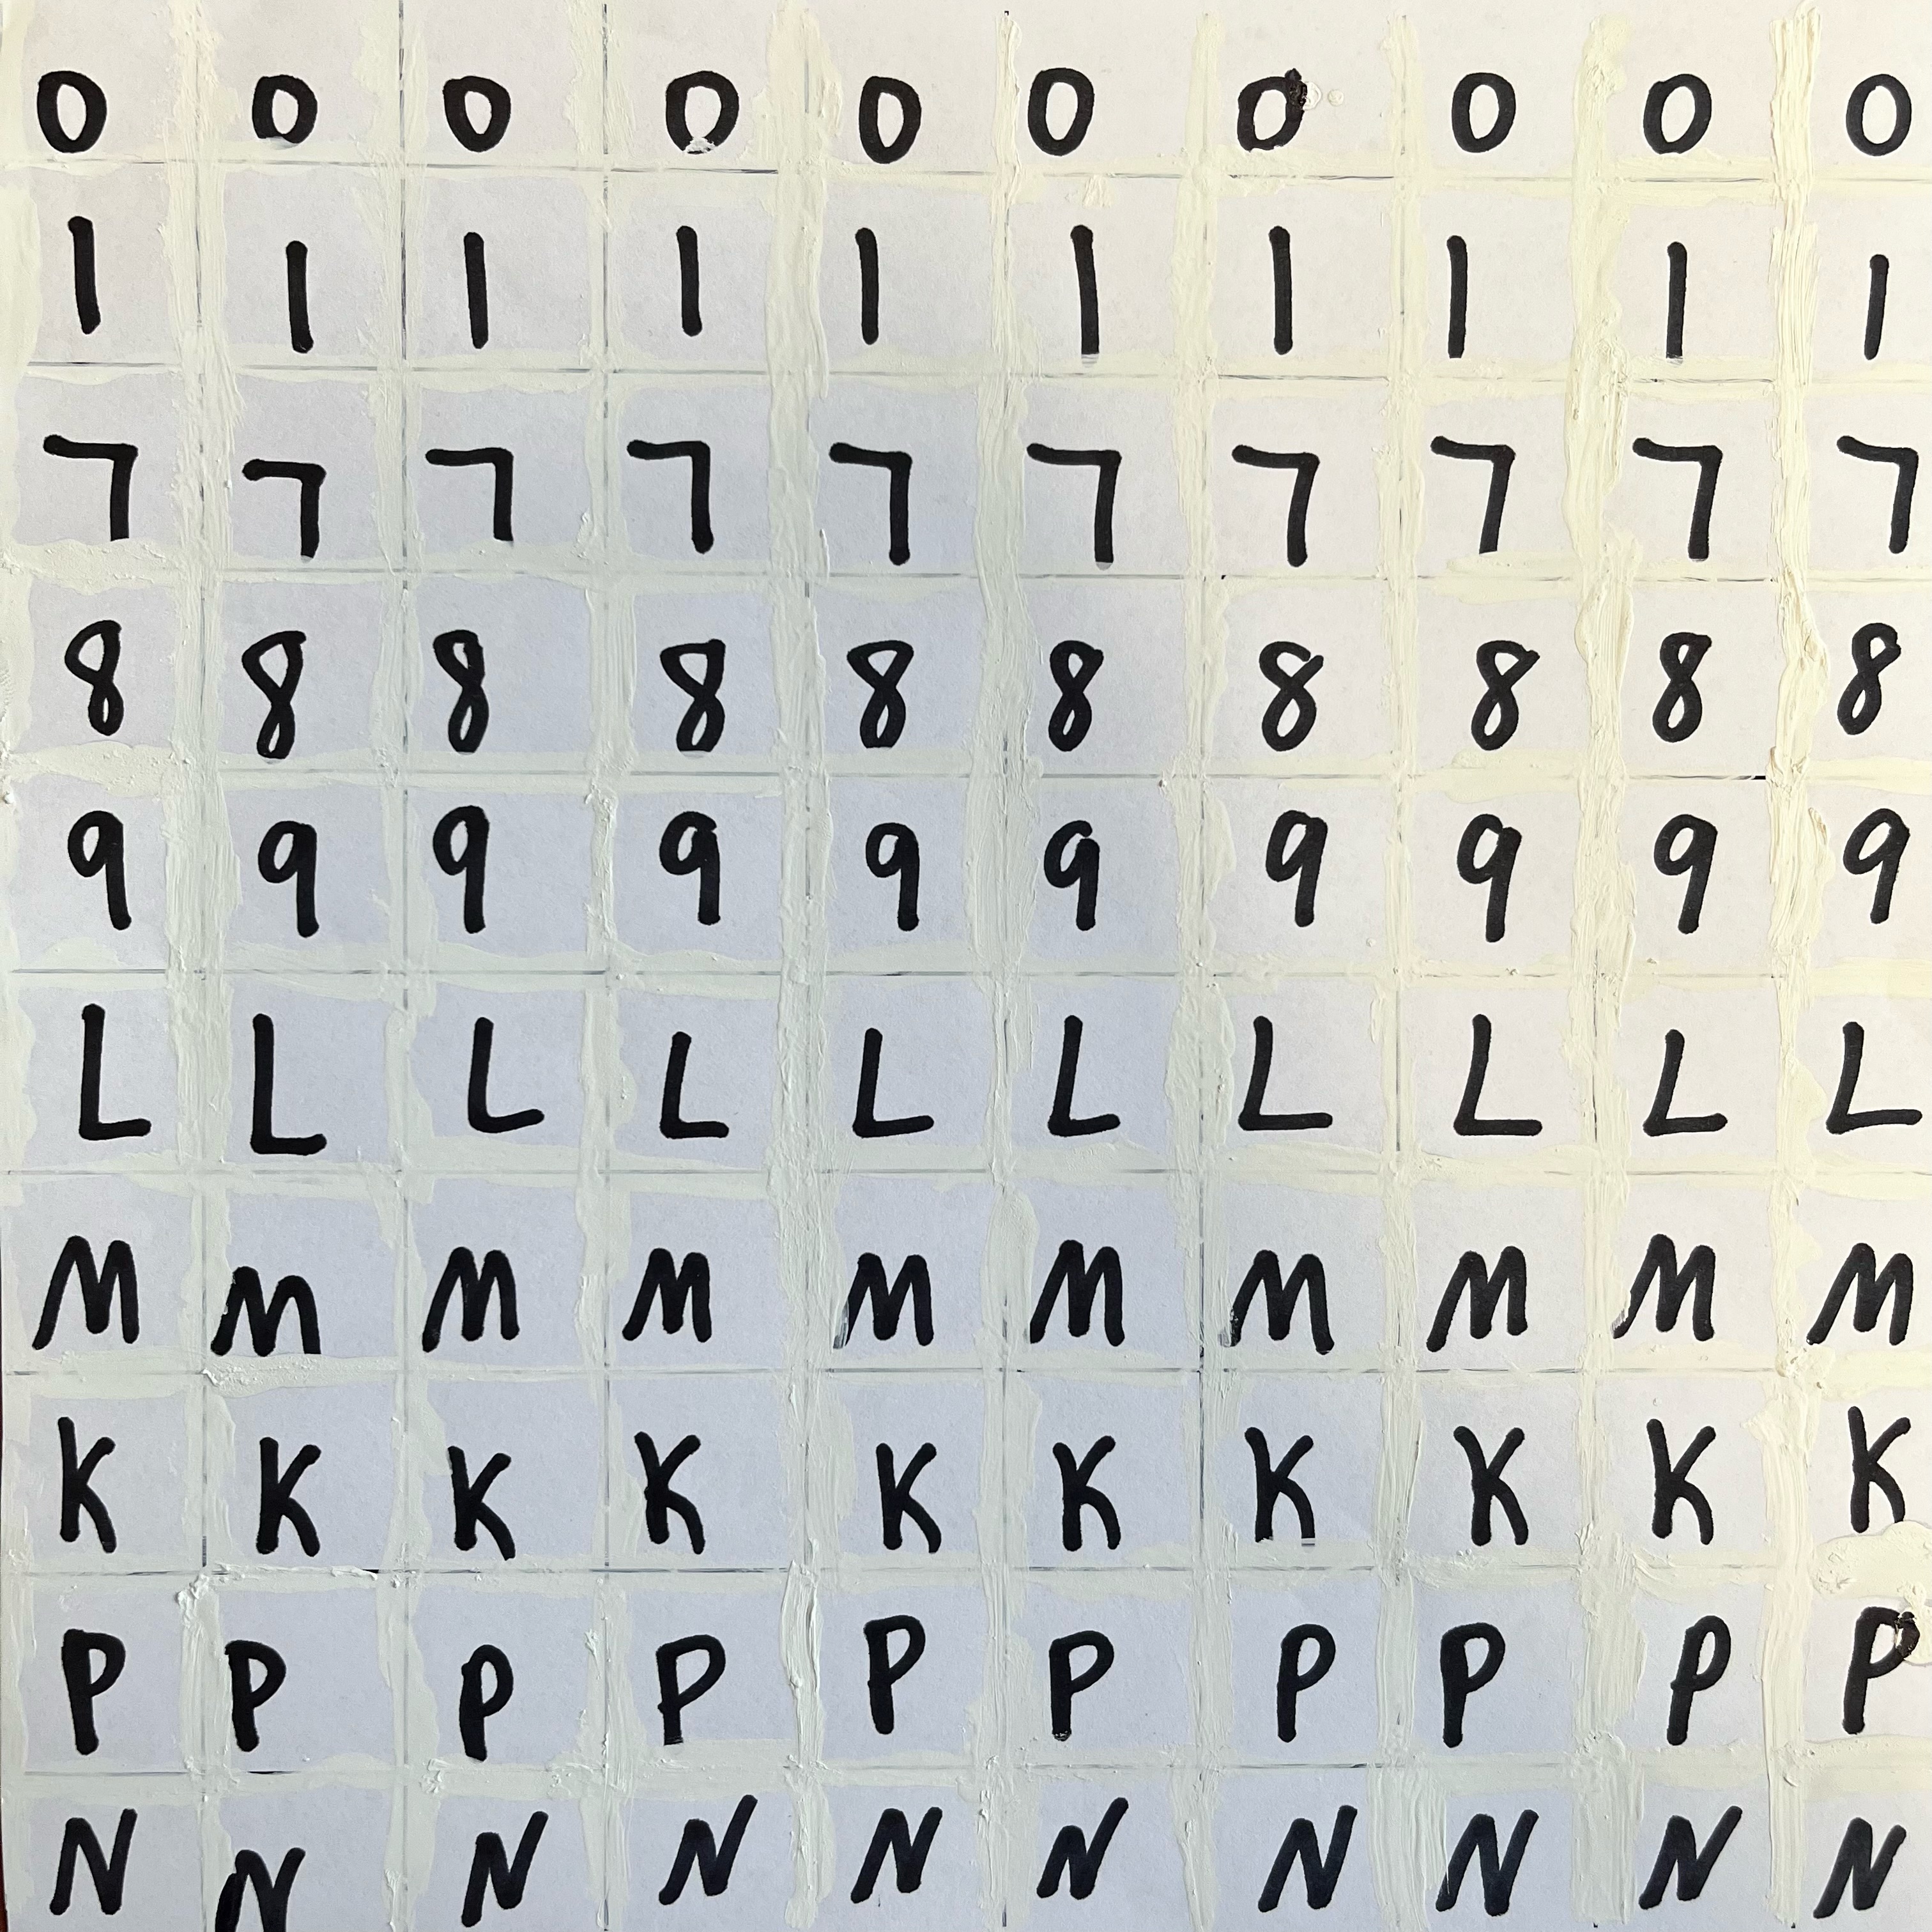 0 0 0 0 0 0 0 0 0 0
1 1 1 1 1 1 1 1 1 1
7 7 7 7 7 7 7 7 7 7
8 8 8 8 8 8 8 8 8 8
9 9 9 9 9 9 9 9 9 9
L L L L L L L L L L
M M M M M M M M M M
K K K K K K K K K K
P P P P P P P P P P
N N N N N N N N N N